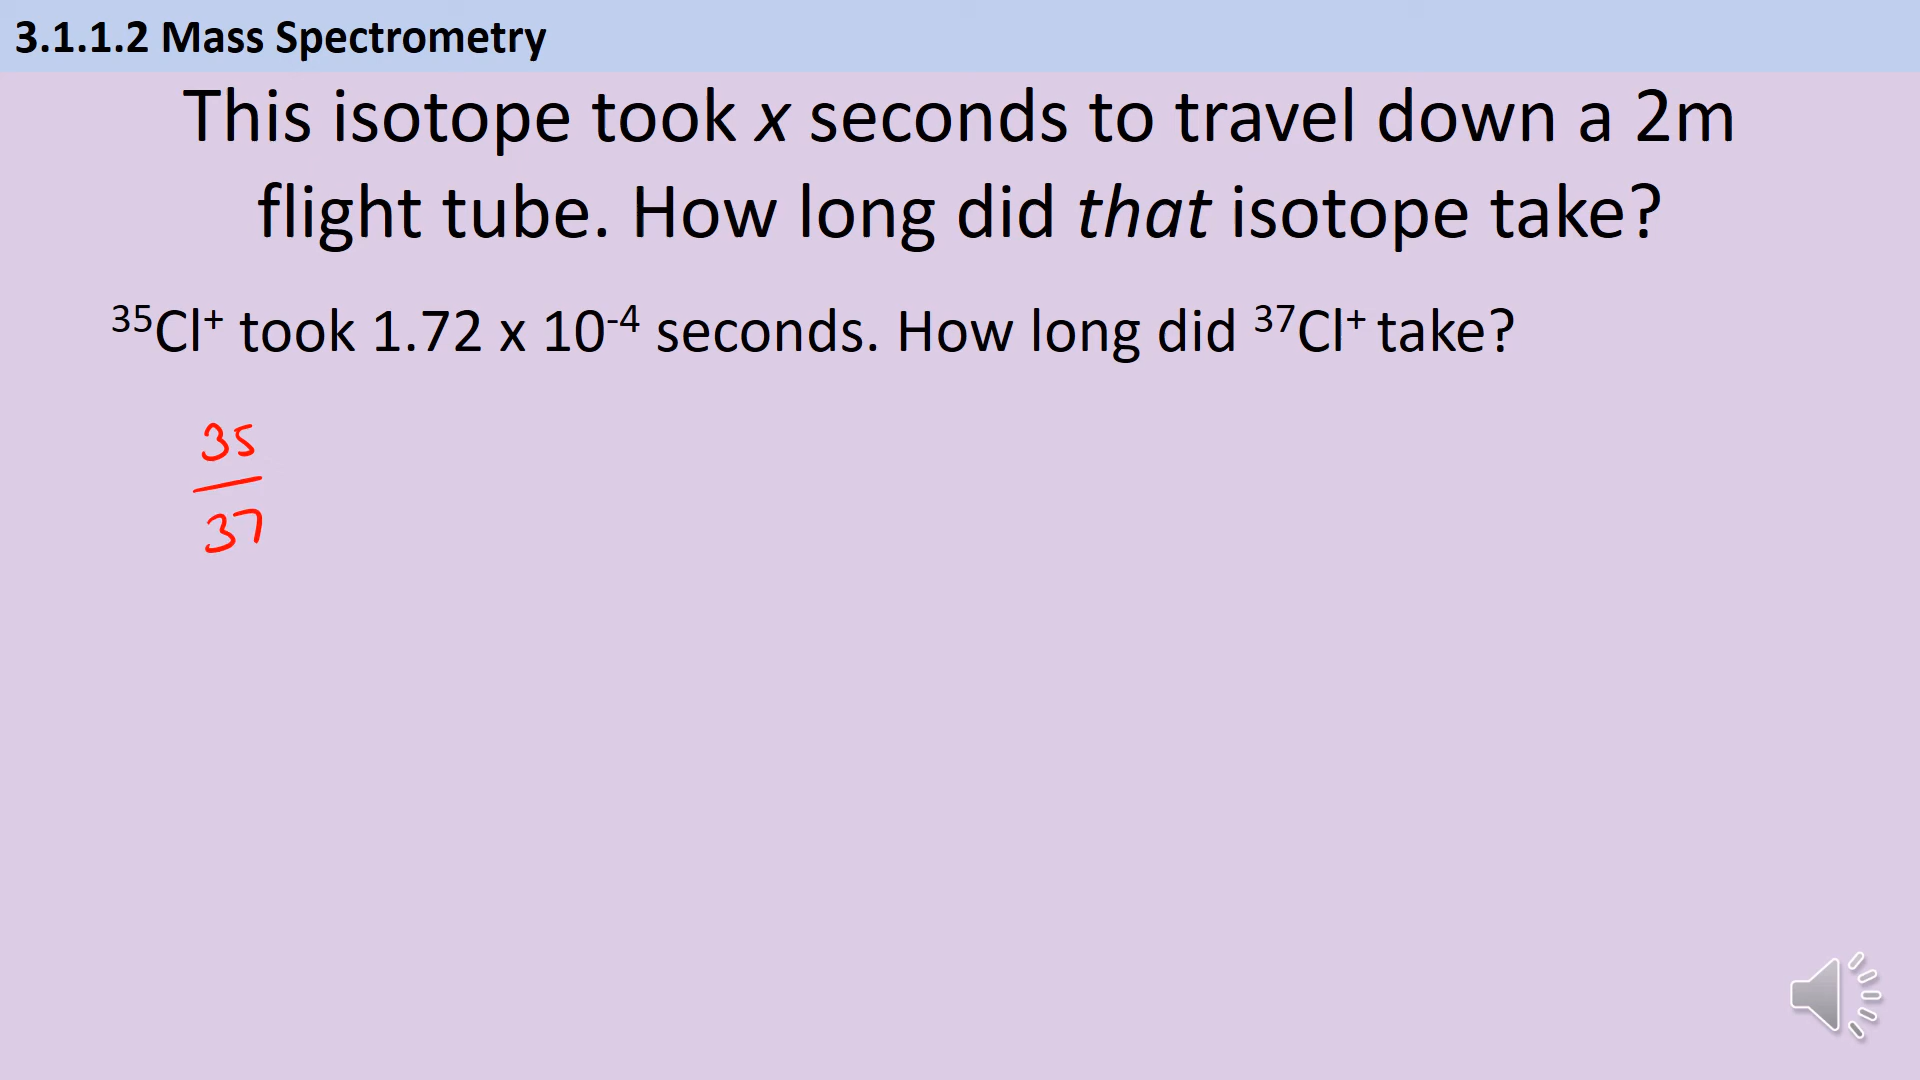 3.1.1.2 Mass Spectrometry
This isotope took x seconds to travel down a 2m
flight tube. How long did that isotope take?
³⁵Cl⁺ took 1.72 x 10⁻⁴ seconds. How long did ³⁷Cl⁺ take?
35
37